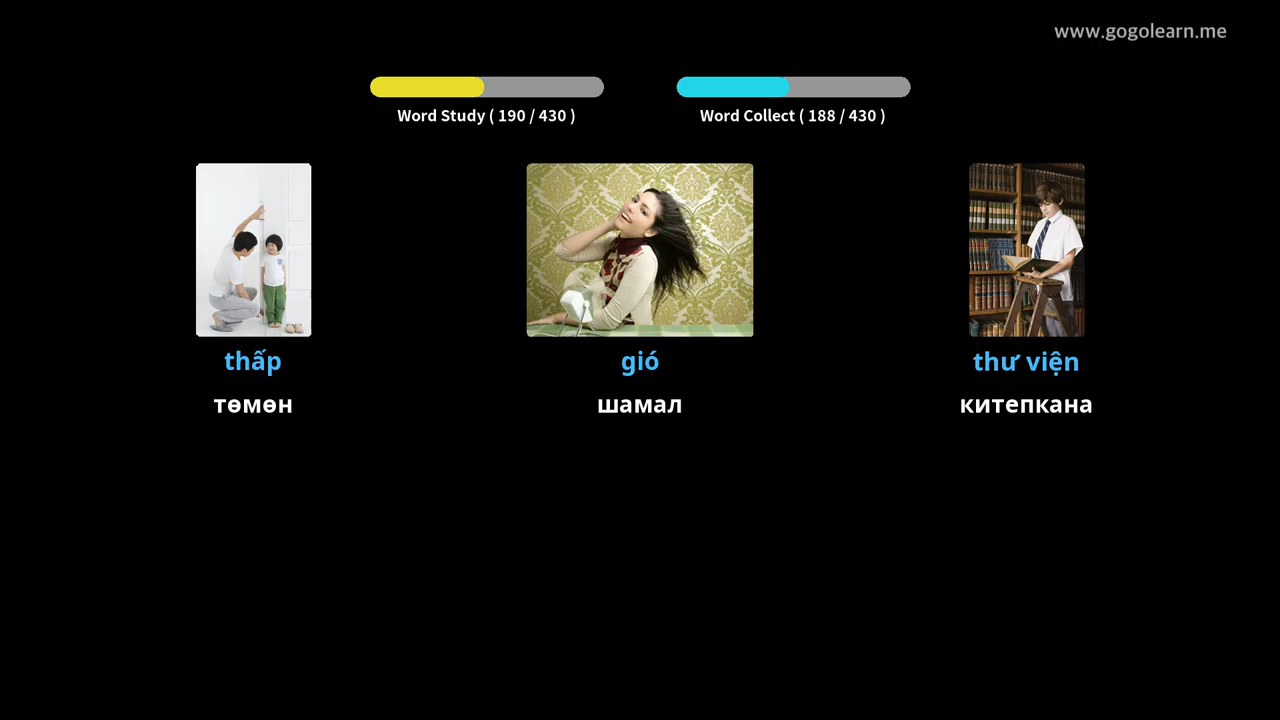 www.gogolearn.me
Word Study ( 190 / 430 )
Word Collect ( 188 / 430 )
thấp
gió
thư viện
төмөн
шамал
китепкана